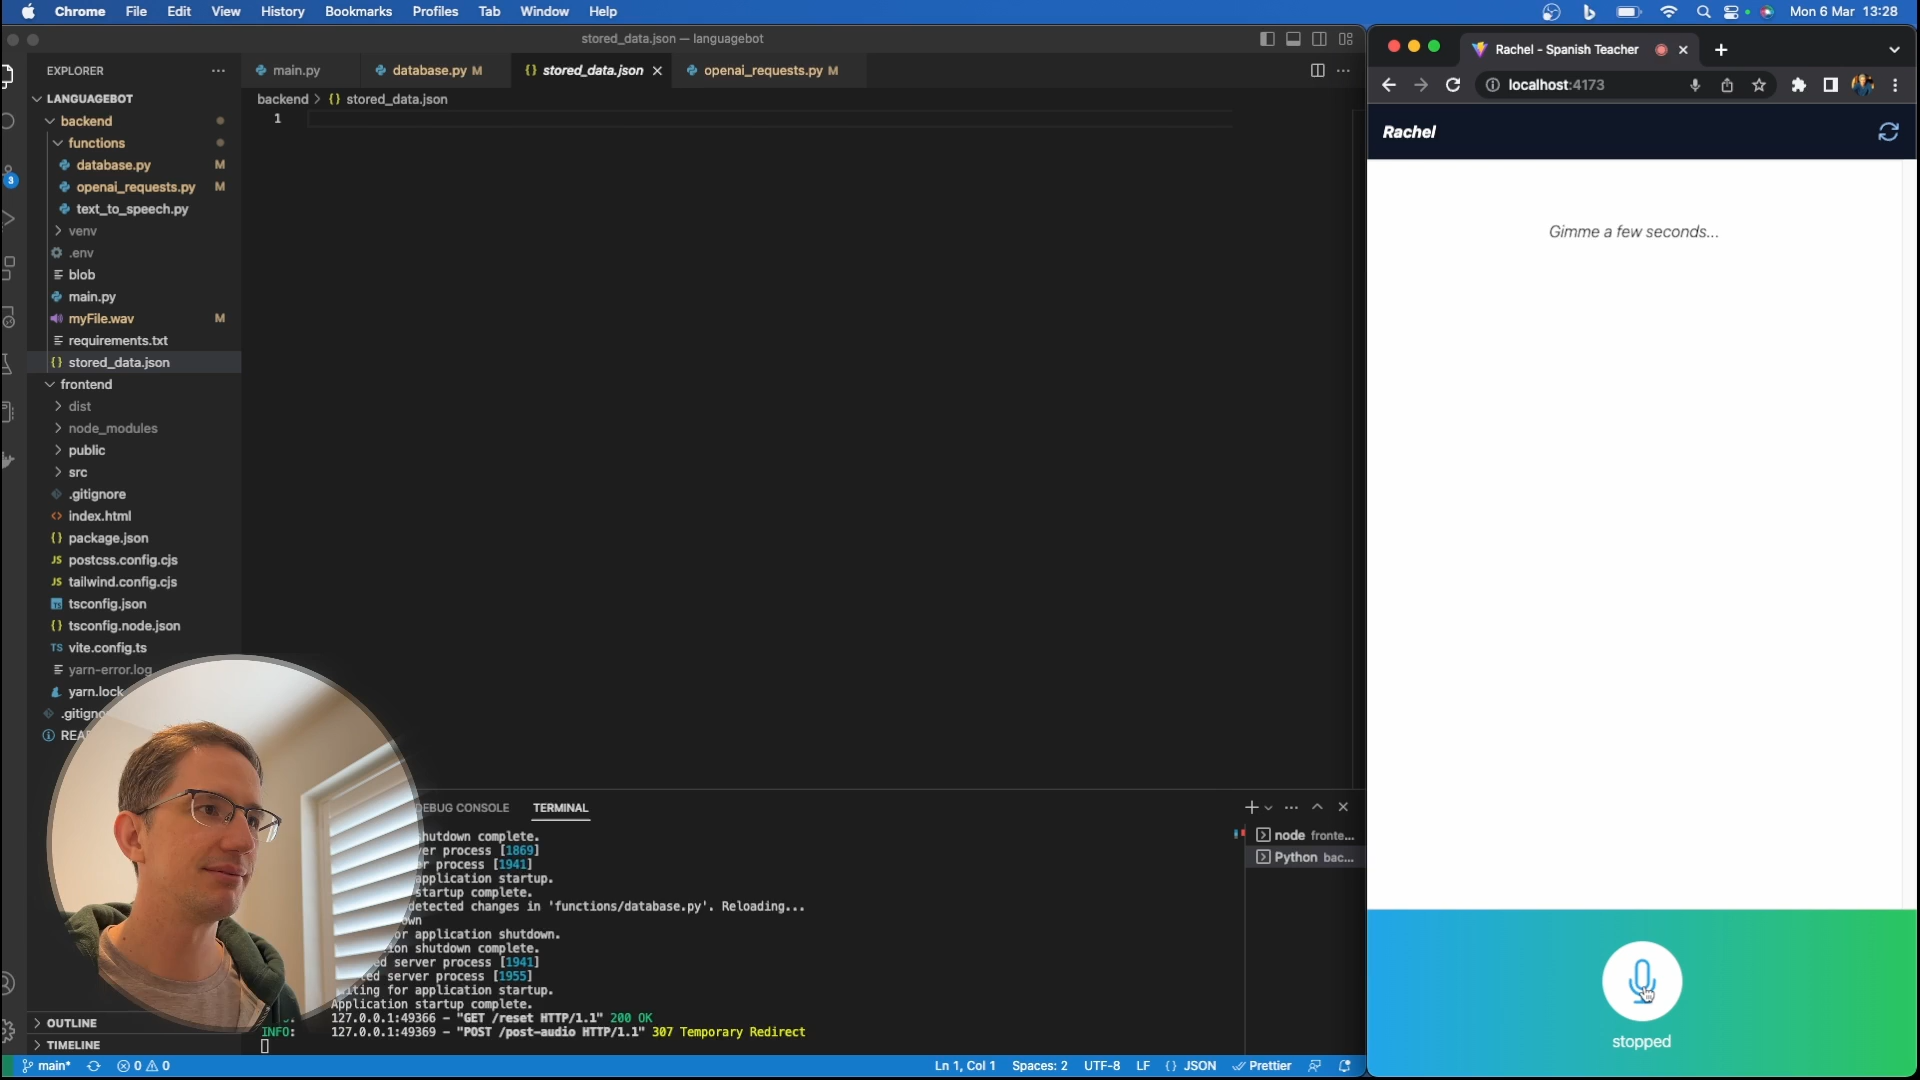 Chrome File Edit View History Bookmarks Profiles Tab Window Help
Mon 6 Mar 13:28
stored_data.json — languagebot
EXPLORER
LANGUAGEBOT
backend
functions
database.py M
openai_requests.py M
text_to_speech.py
venv
.env
blob
main.py
myFile.wav M
requirements.txt
stored_data.json
frontend
dist
node_modules
public
src
.gitignore
index.html
package.json
postcss.config.cjs
tailwind.config.cjs
tsconfig.json
tsconfig.node.json
TS vite.config.ts
yarn-error.log
yarn.lock
.gitigno
REA
OUTLINE
TIMELINE
3
main.py
database.py M
stored_data.json
openai_requests.py M
backend > stored_data.json
1
DEBUG CONSOLE TERMINAL
hutdown complete.
er process [1869]
r process [1941]
application startup.
startup complete.
detected changes in 'functions/database.py'. Reloading...
own
or application shutdown.
ion shutdown complete.
ed server process [1941]
ted server process [1955]
iting for application startup.
Application startup complete.
127.0.0.1:49366 - "GET /reset HTTP/1.1" 200 OK
INFO: 127.0.0.1:49369 - "POST /post-audio HTTP/1.1" 307 Temporary Redirect
node fronte...
Python bac...
main* 0 0
Ln 1, Col 1 Spaces: 2 UTF-8 LF {} JSON Prettier
Rachel - Spanish Teacher
localhost:4173
Rachel
Gimme a few seconds...
stopped